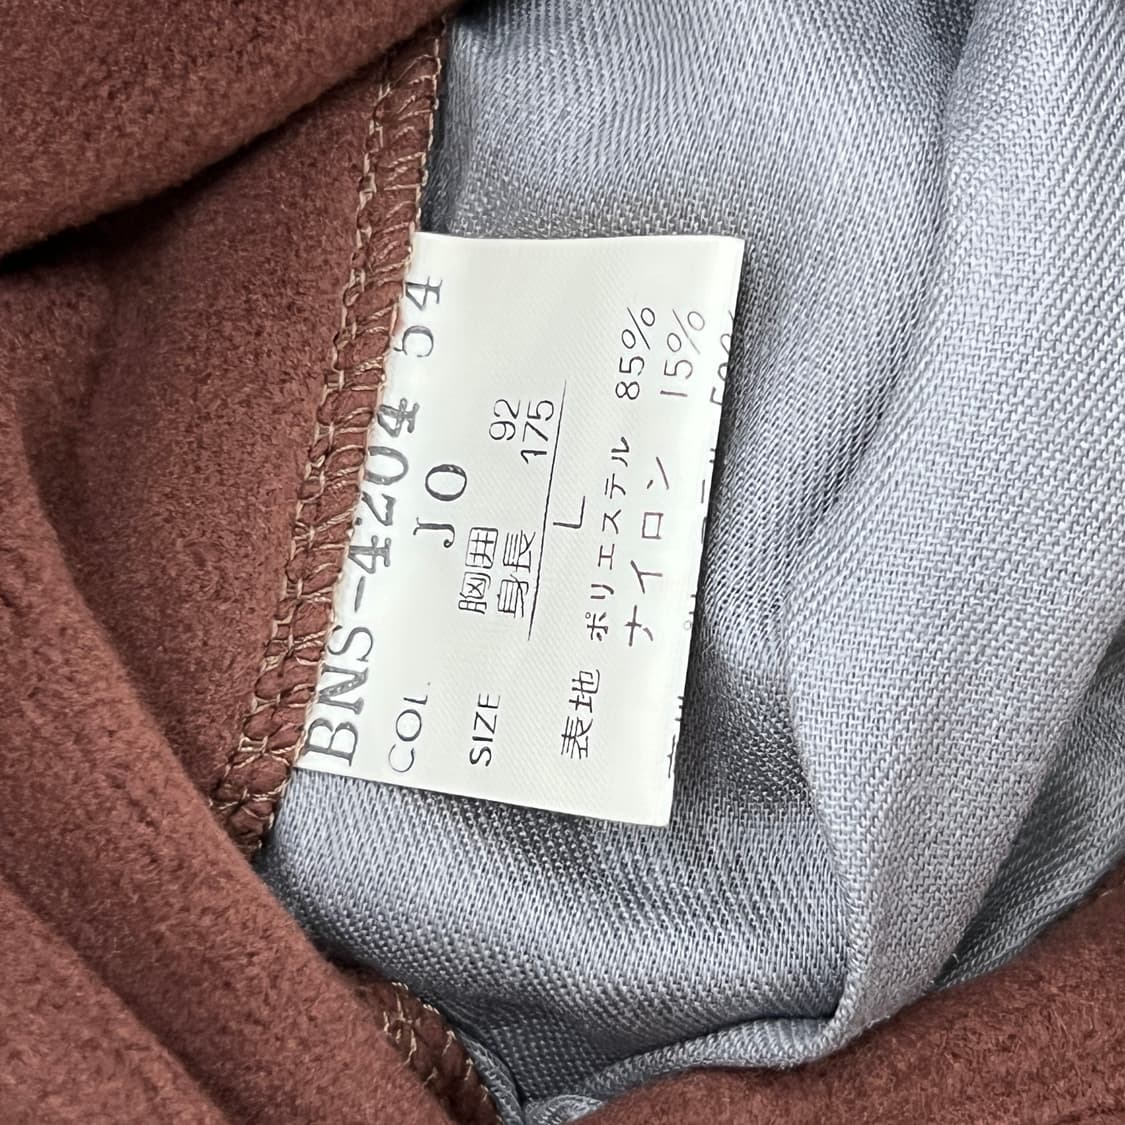 BNS-4204 54
COL. JO
SIZE 胸囲 92
身長 175
L
表地 ポリエステル 85%
ナイロン 15%